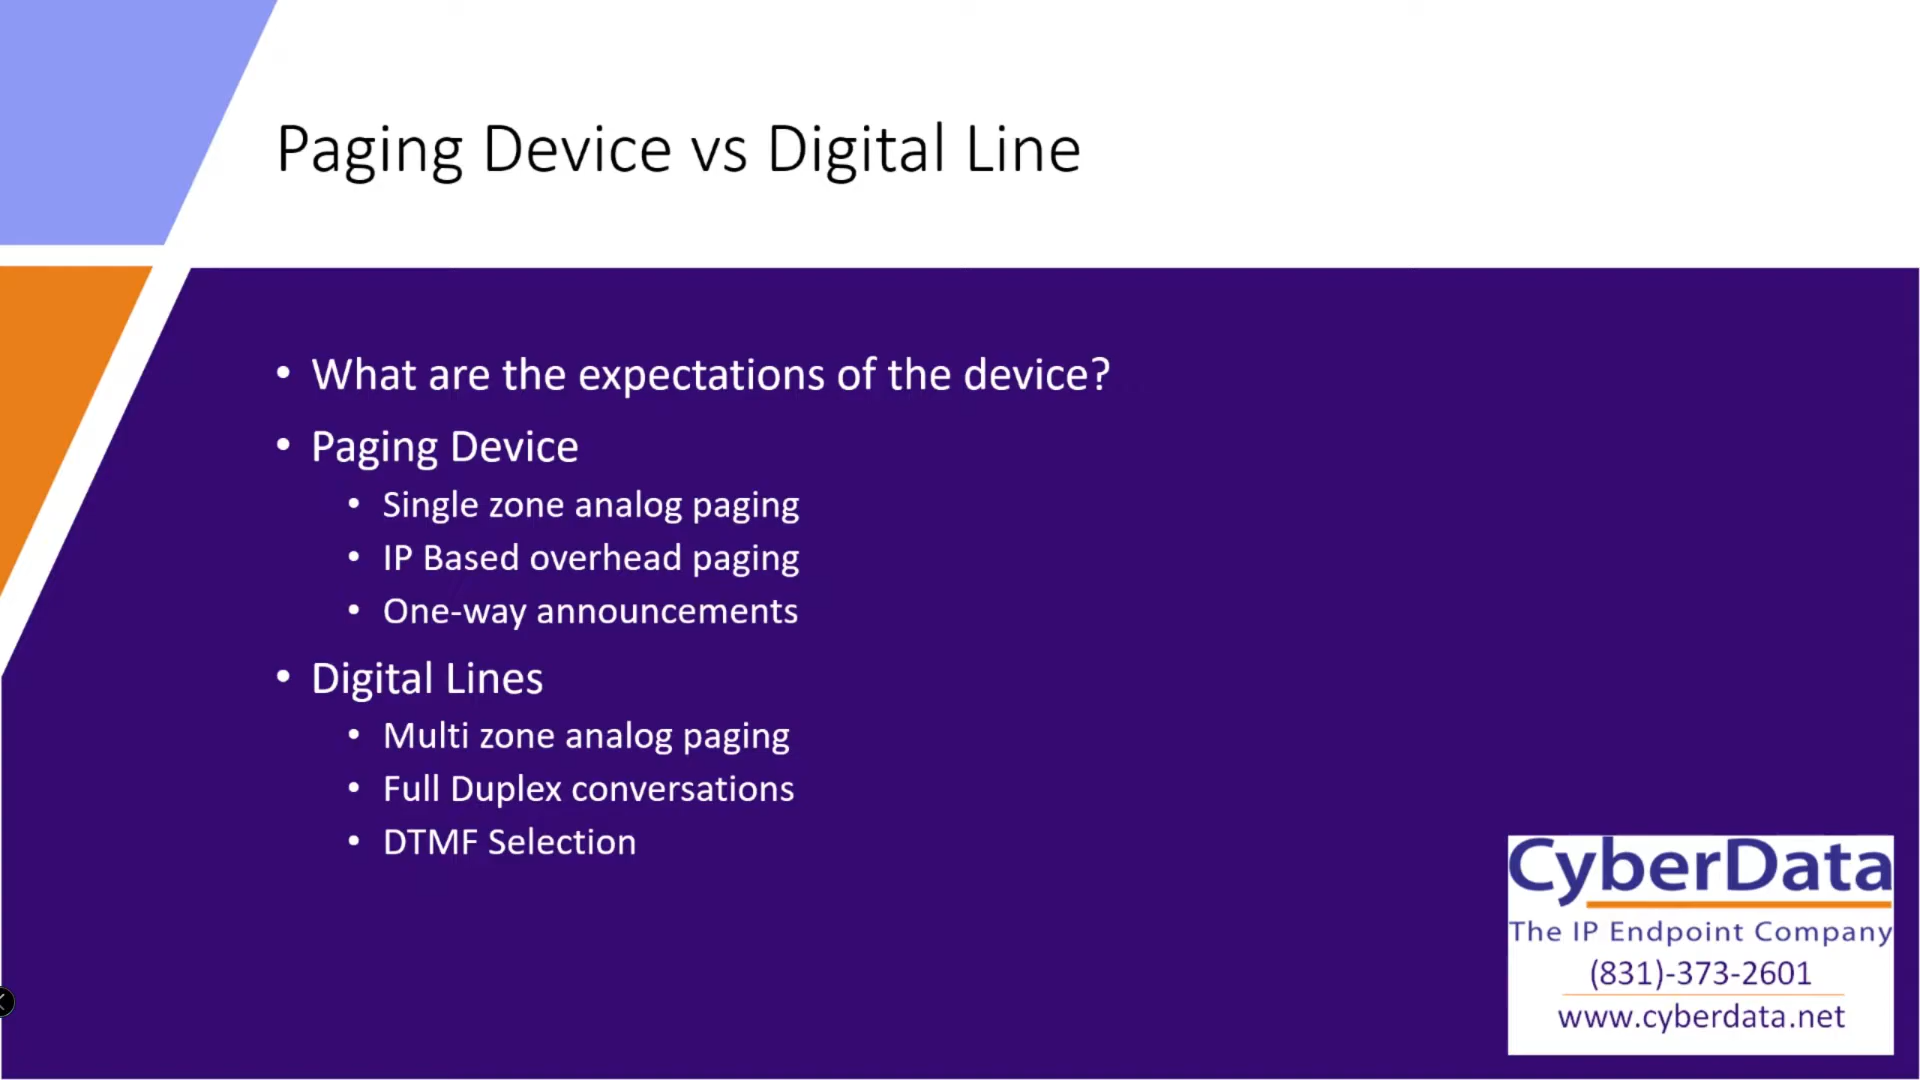 Paging Device vs Digital Line
• What are the expectations of the device?
• Paging Device
• Single zone analog paging
• IP Based overhead paging
• One-way announcements
• Digital Lines
• Multi zone analog paging
• Full Duplex conversations
• DTMF Selection
CyberData
The IP Endpoint Company
(831)-373-2601
www.cyberdata.net